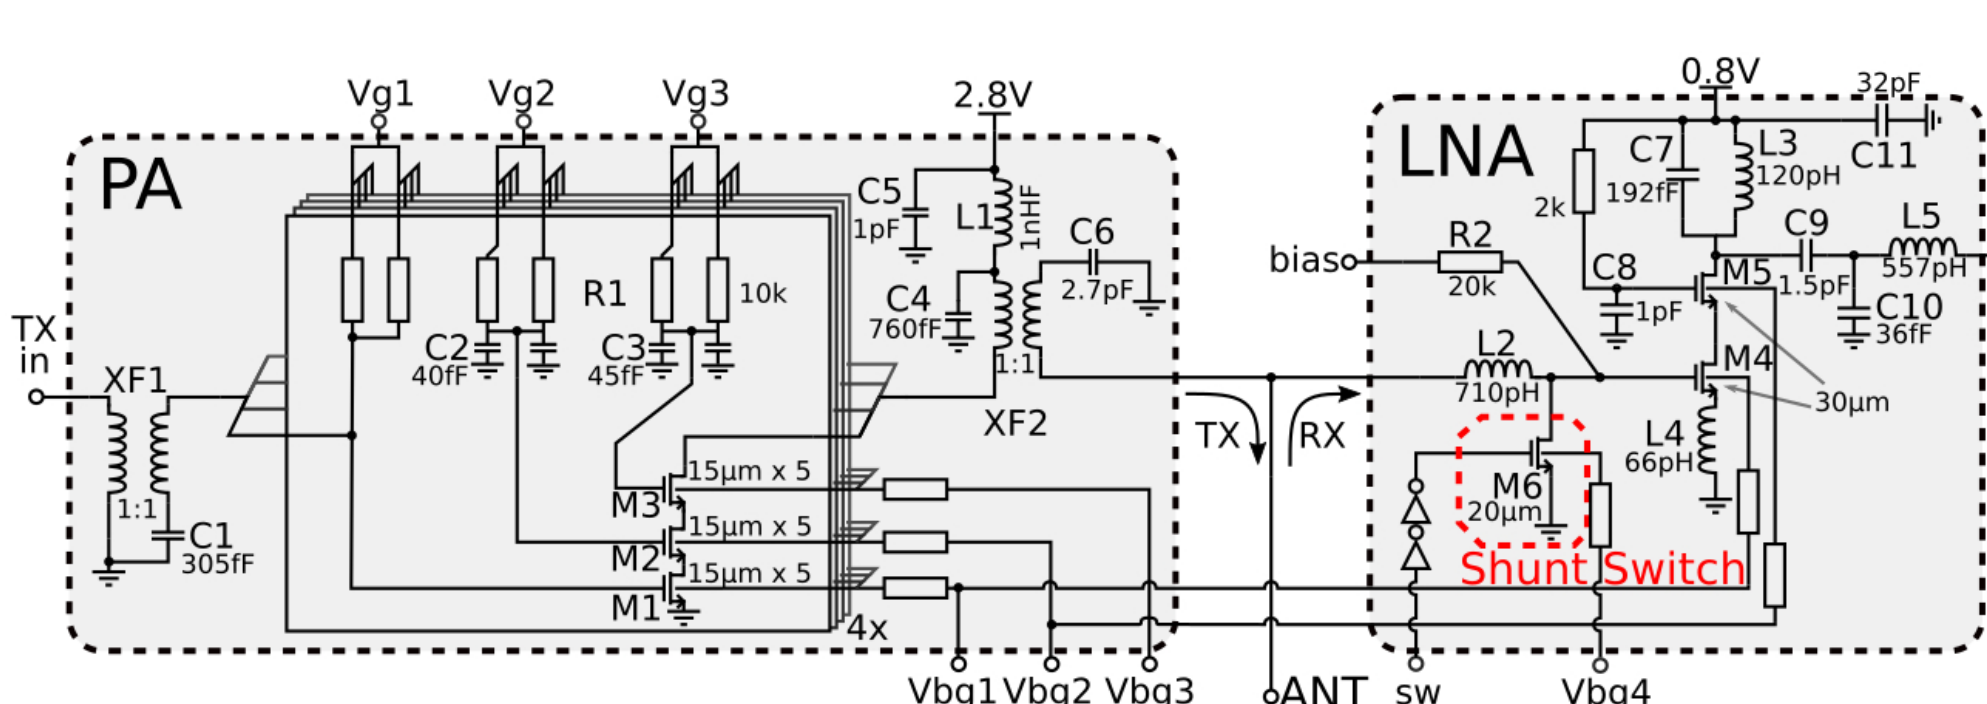 Vg1
Vg2
Vg3
2.8V
0.8V
32pF
PA
LNA
C11
C7
192fF
L3
120pH
2k
C5
1pF
L1
1nHF
C6
2.7pF
C4
760fF
1:1
XF2
R1
10k
C2
40fF
C3
45fF
TX
in
XF1
1:1
C1
305fF
15µm x 5
M3
15µm x 5
M2
15µm x 5
M1
4x
Vbg1
Vbg2
Vbg3
TX
RX
ANT
bias
R2
20k
C8
1pF
M5
C9
1.5pF
L5
557pH
C10
36fF
L2
710pH
M4
30µm
L4
66pH
M6
20µm
Shunt Switch
sw
Vbg4